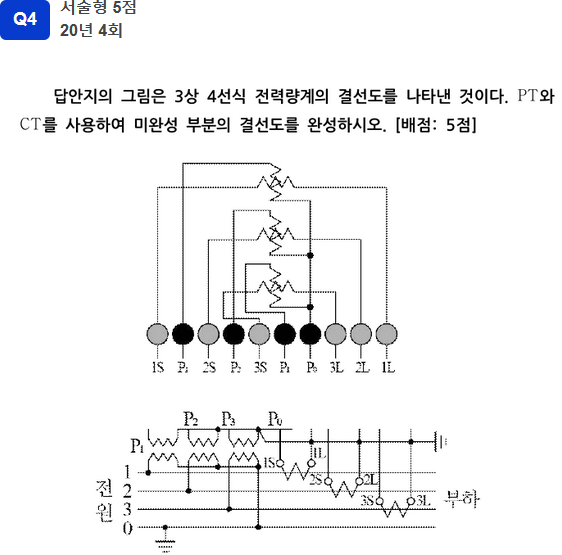 Q4
서술형 5점
20년 4회
답안지의 그림은 3상 4선식 전력량계의 결선도를 나타낸 것이다. PT와
CT를 사용하여 미완성 부분의 결선도를 완성하시오. [배점: 5점]
1S P₁ 2S P₂ 3S P₃ P₀ 3L 2L 1L
P₁ P₂ P₃ P₀
1S 1L
2S 2L
3S 3L
전원
1
2
3
0
부하